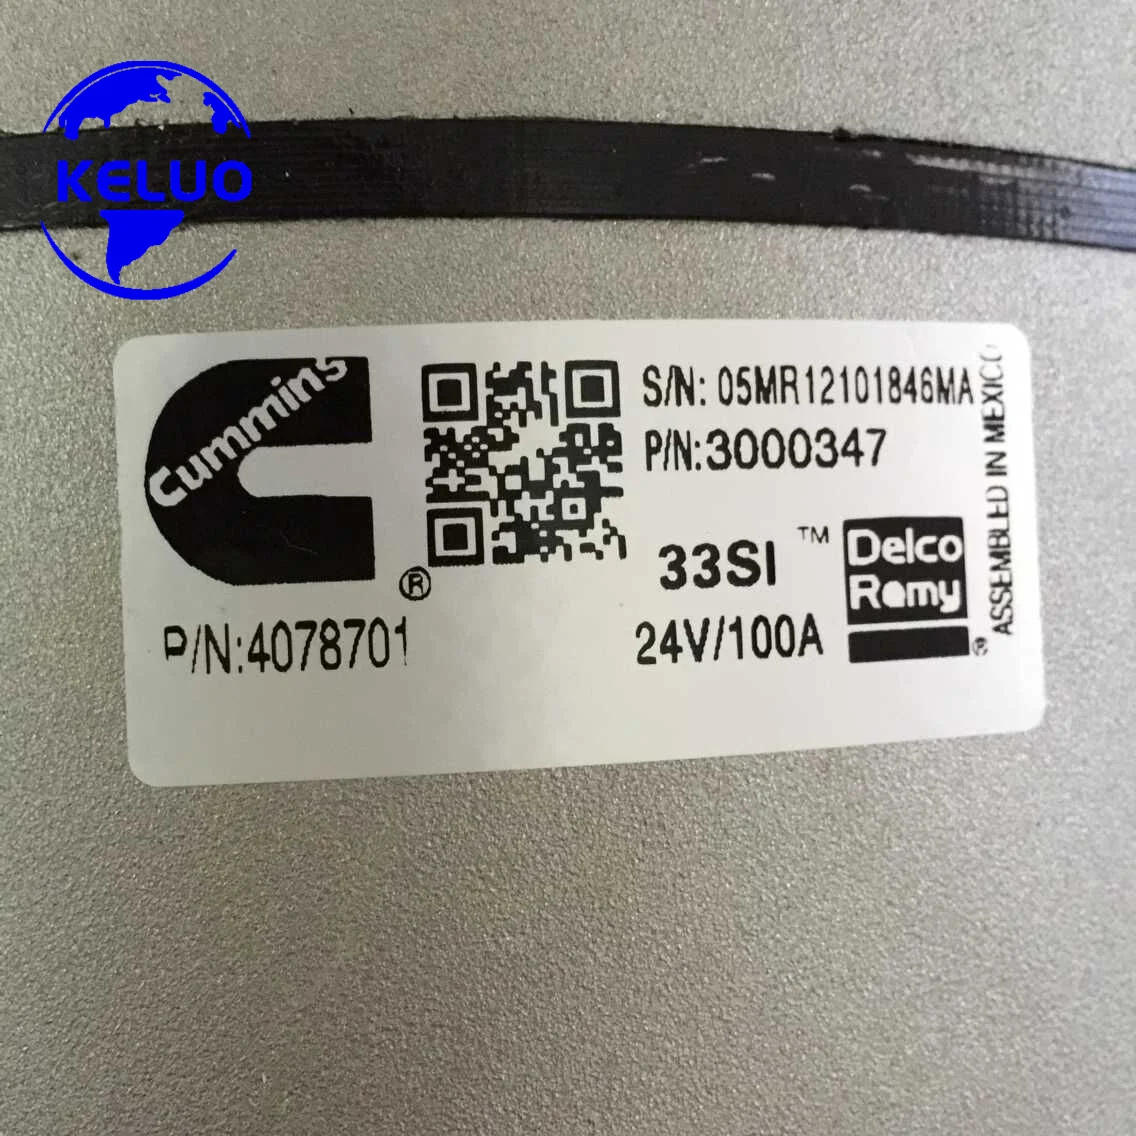 KELUO
Cummins
®
P/N:4078701
S/N: 05MR12101846MA
P/N:3000347
33SI ™
24V/100A
Delco
Remy
®
ASSEMBLED IN MEXICO